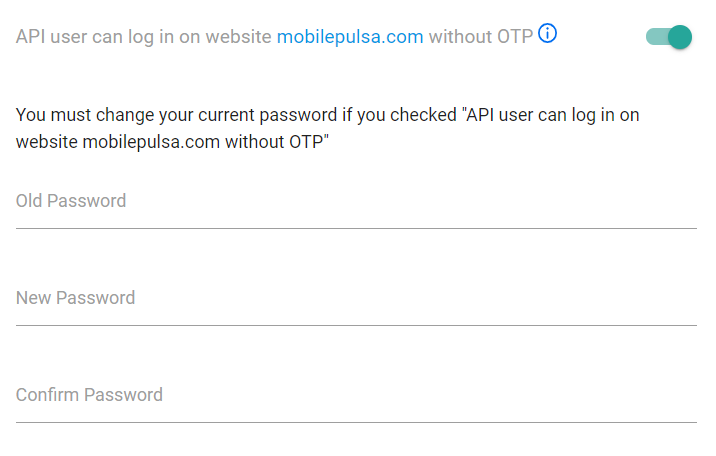 API user can log in on website mobilepulsa.com without OTP
You must change your current password if you checked "API user can log in on
website mobilepulsa.com without OTP"
Old Password
New Password
Confirm Password